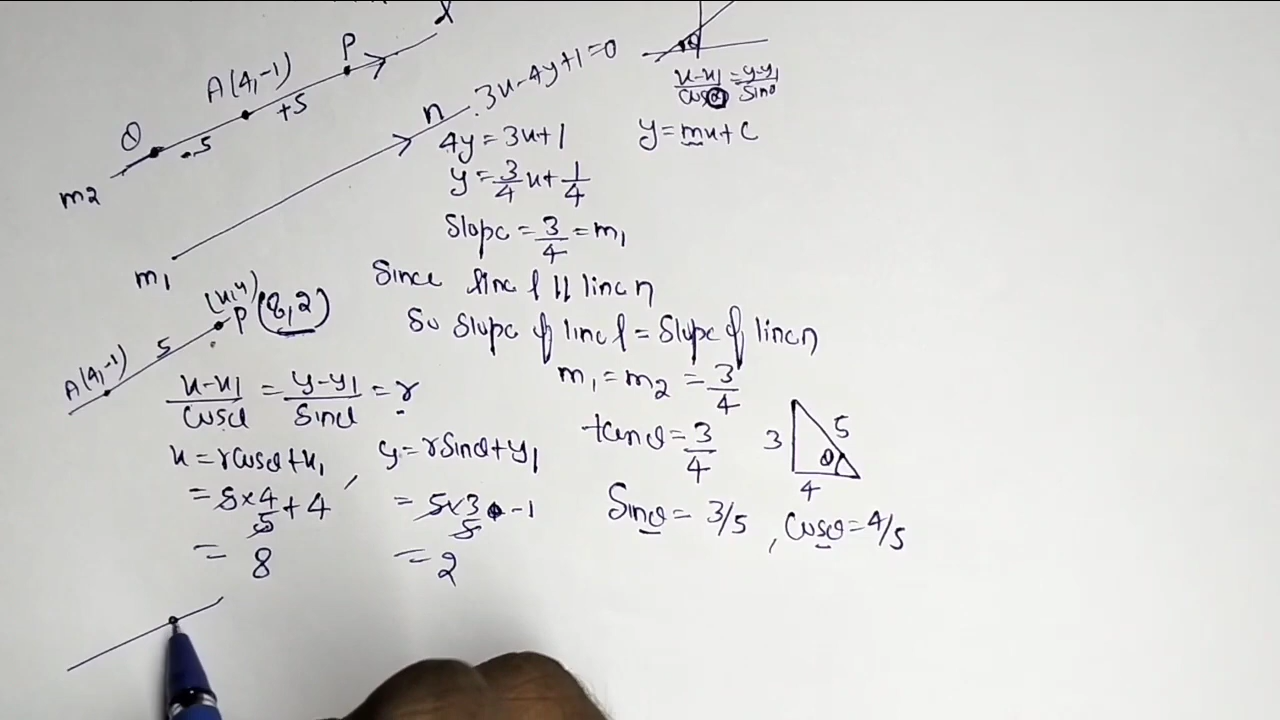 l
P
A(4,-1)
+5
Q
-5
m2
n
3x-4y+1=0
m1
4y=3x+1
y=3/4x+1/4
Slope=3/4=m1
θ
x-x1/cosθ=y-y1/sinθ
y=mx+c
Since line l || line n
So Slope of line l = Slope of line n
m1=m2=3/4
tanθ=3/4
3
5
θ
4
Sinθ=3/5, cosθ=4/5
(x,y)
P(8,2)
5
A(4,-1)
x-x1/cosθ=y-y1/sinθ=r
x=rcosθ+x1, y=rsinθ+y1
=5×4/5+4
=5×3/5-1
=8
=2